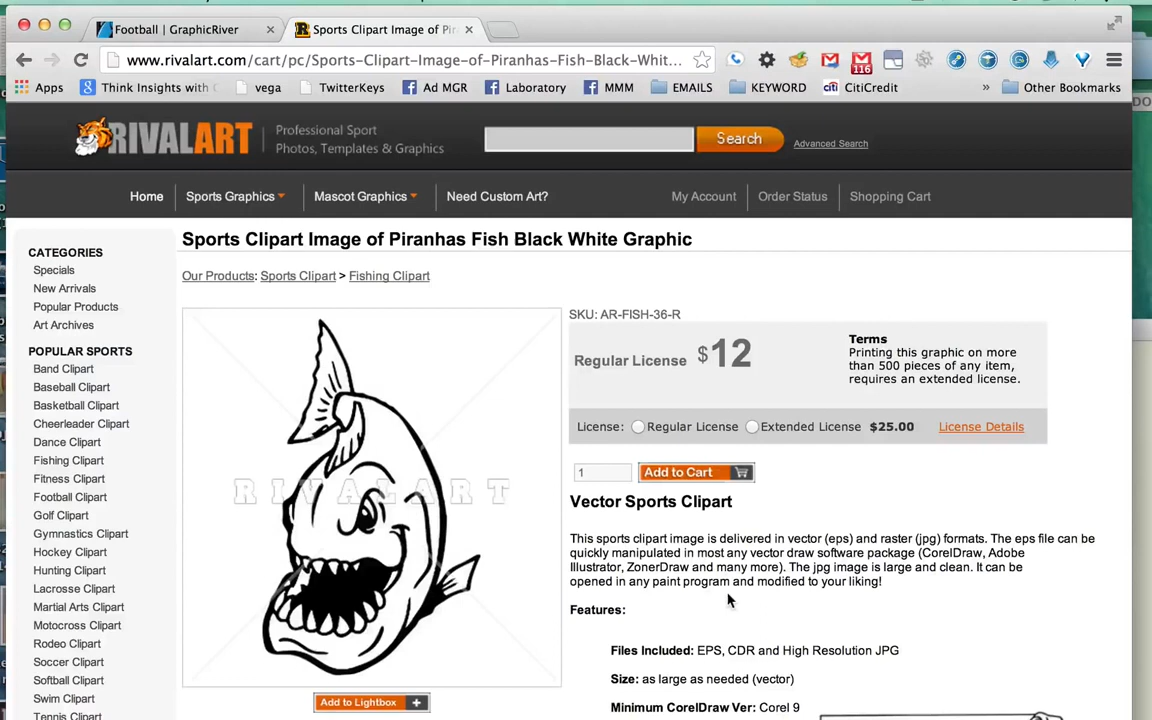 Football | GraphicRiver
Sports Clipart Image of Pir
www.rivalart.com/cart/pc/Sports-Clipart-Image-of-Piranhas-Fish-Black-Whit...
116
Apps
Think Insights with
vega
TwitterKeys
Ad MGR
Laboratory
MMM
EMAILS
KEYWORD
citi CitiCredit
»
Other Bookmarks
RIVALART
Professional Sport
Photos, Templates & Graphics
Search
Advanced Search
Home
Sports Graphics
Mascot Graphics
Need Custom Art?
My Account
Order Status
Shopping Cart
CATEGORIES
Specials
New Arrivals
Popular Products
Art Archives
POPULAR SPORTS
Band Clipart
Baseball Clipart
Basketball Clipart
Cheerleader Clipart
Dance Clipart
Fishing Clipart
Fitness Clipart
Football Clipart
Golf Clipart
Gymnastics Clipart
Hockey Clipart
Hunting Clipart
Lacrosse Clipart
Martial Arts Clipart
Motocross Clipart
Rodeo Clipart
Soccer Clipart
Softball Clipart
Swim Clipart
Tennis Clipart
Sports Clipart Image of Piranhas Fish Black White Graphic
Our Products: Sports Clipart > Fishing Clipart
RIVALART
Add to Lightbox +
SKU: AR-FISH-36-R
Regular License $12
Terms
Printing this graphic on more
than 500 pieces of any item,
requires an extended license.
License: Regular License Extended License $25.00 License Details
1
Add to Cart
Vector Sports Clipart
This sports clipart image is delivered in vector (eps) and raster (jpg) formats. The eps file can be
quickly manipulated in most any vector draw software package (CorelDraw, Adobe
Illustrator, ZonerDraw and many more). The jpg image is large and clean. It can be
opened in any paint program and modified to your liking!
Features:
Files Included: EPS, CDR and High Resolution JPG
Size: as large as needed (vector)
Minimum CorelDraw Ver: Corel 9